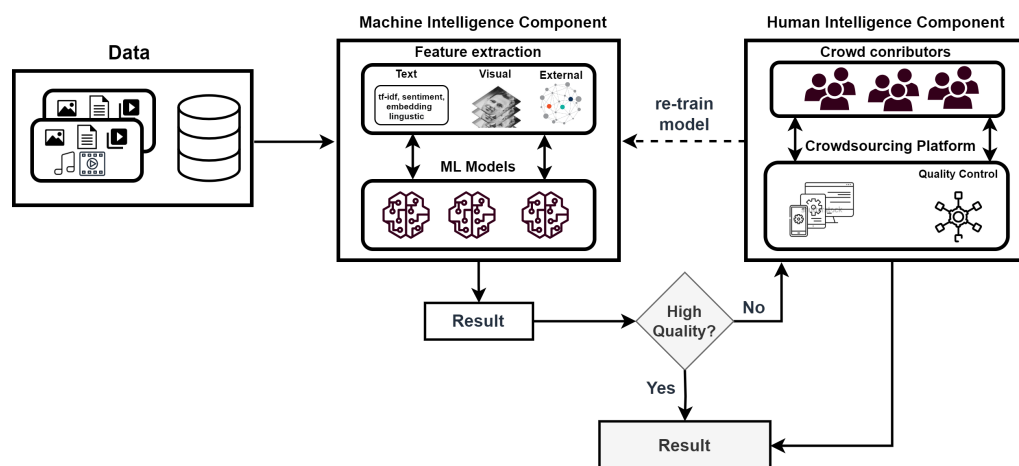 Machine Intelligence Component
Human Intelligence Component
Data
Feature extraction
Text
Visual
External
tf-idf, sentiment,
embedding
lingustic
ML Models
re-train
model
Crowd conributors
Crowdsourcing Platform
Quality Control
Result
High
Quality?
No
Yes
Result